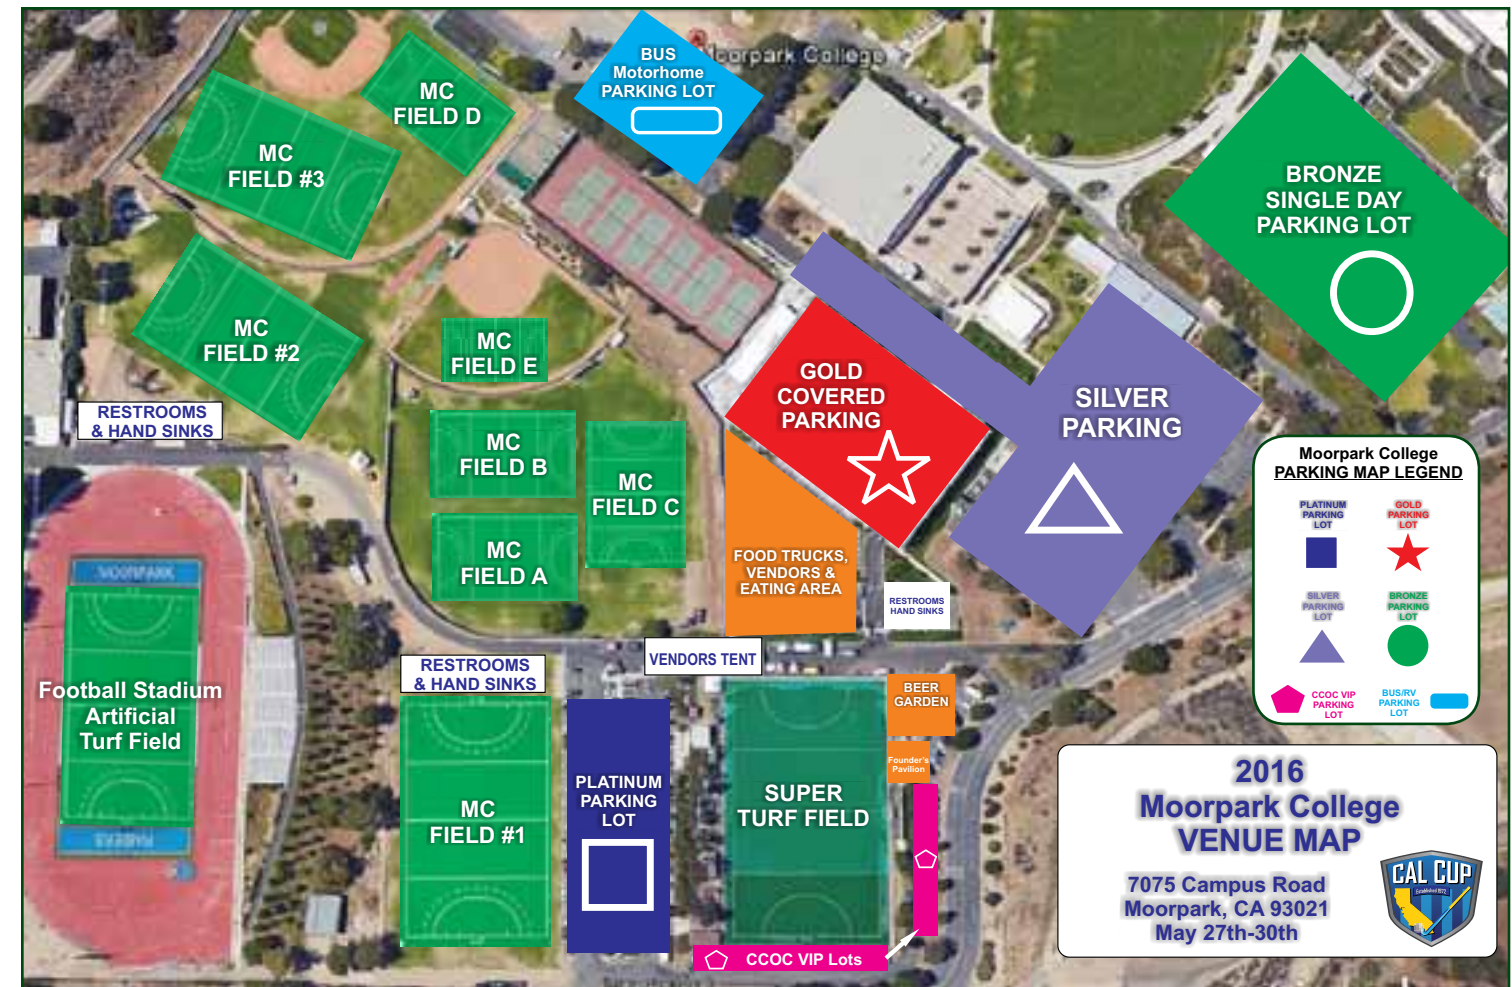 Moorpark College
BUS
Motorhome
PARKING LOT
MC
FIELD D
MC
FIELD #3
BRONZE
SINGLE DAY
PARKING LOT
MC
FIELD #2
MC
FIELD E
GOLD
COVERED
PARKING
SILVER
PARKING
RESTROOMS
& HAND SINKS
MC
FIELD B
MC
FIELD C
MC
FIELD A
FOOD TRUCKS,
VENDORS &
EATING AREA
RESTROOMS
HAND SINKS
Moorpark College
PARKING MAP LEGEND
PLATINUM
PARKING
LOT
GOLD
PARKING
LOT
SILVER
PARKING
LOT
BRONZE
PARKING
LOT
CCOC VIP
PARKING
LOT
BUS/RV
PARKING
LOT
MOORPARK
Football Stadium
Artificial
Turf Field
RAIDERS
RESTROOMS
& HAND SINKS
VENDORS TENT
BEER
GARDEN
Founder's
Pavilion
MC
FIELD #1
PLATINUM
PARKING
LOT
SUPER
TURF FIELD
CCOC VIP Lots
2016
Moorpark College
VENUE MAP
7075 Campus Road
Moorpark, CA 93021
May 27th-30th
CAL CUP
Established 1972